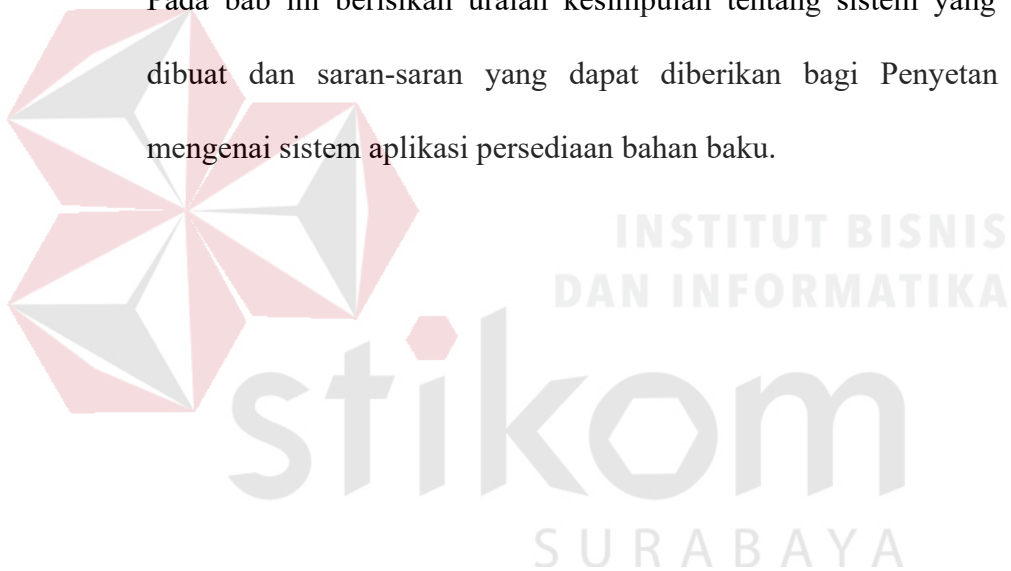 Pada bab ini berisikan uraian kesimpulan tentang sistem yang
dibuat dan saran-saran yang dapat diberikan bagi Penyetan
mengenai sistem aplikasi persediaan bahan baku.
INSTITUT BISNIS
DAN INFORMATIKA
stikom
SURABAYA